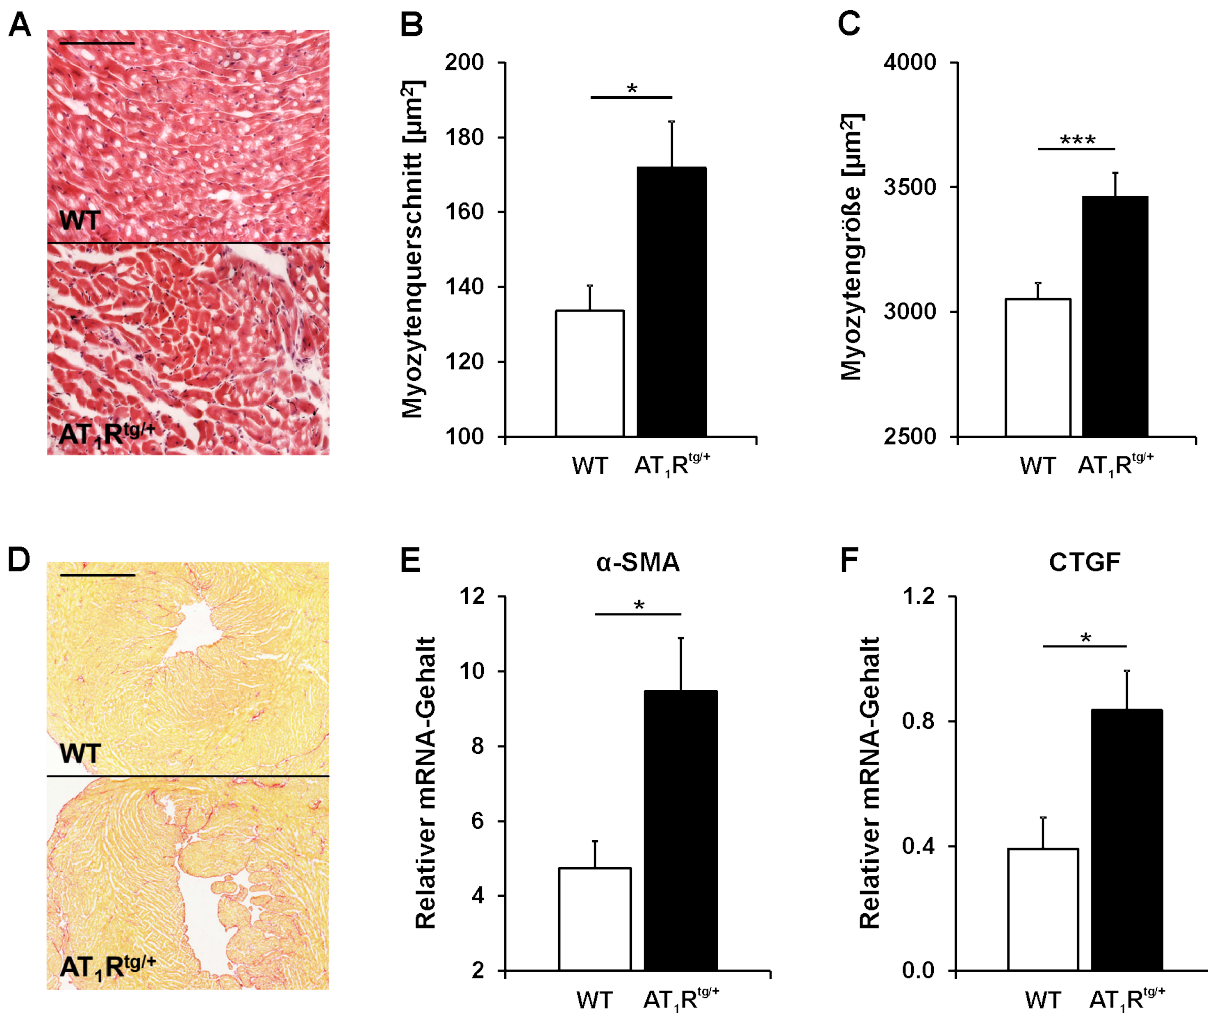 A
WT
AT₁Rᵗᵍ/⁺
B
Myozytenquerschnitt [µm²]
200
180
160
140
120
100
*
WT
AT₁Rᵗᵍ/⁺
C
Myozytengröße [µm²]
4000
3500
3000
2500
***
WT
AT₁Rᵗᵍ/⁺
D
WT
AT₁Rᵗᵍ/⁺
E
α-SMA
Relativer mRNA-Gehalt
12
10
8
6
4
2
*
WT
AT₁Rᵗᵍ/⁺
F
CTGF
Relativer mRNA-Gehalt
1.2
0.8
0.4
0.0
*
WT
AT₁Rᵗᵍ/⁺